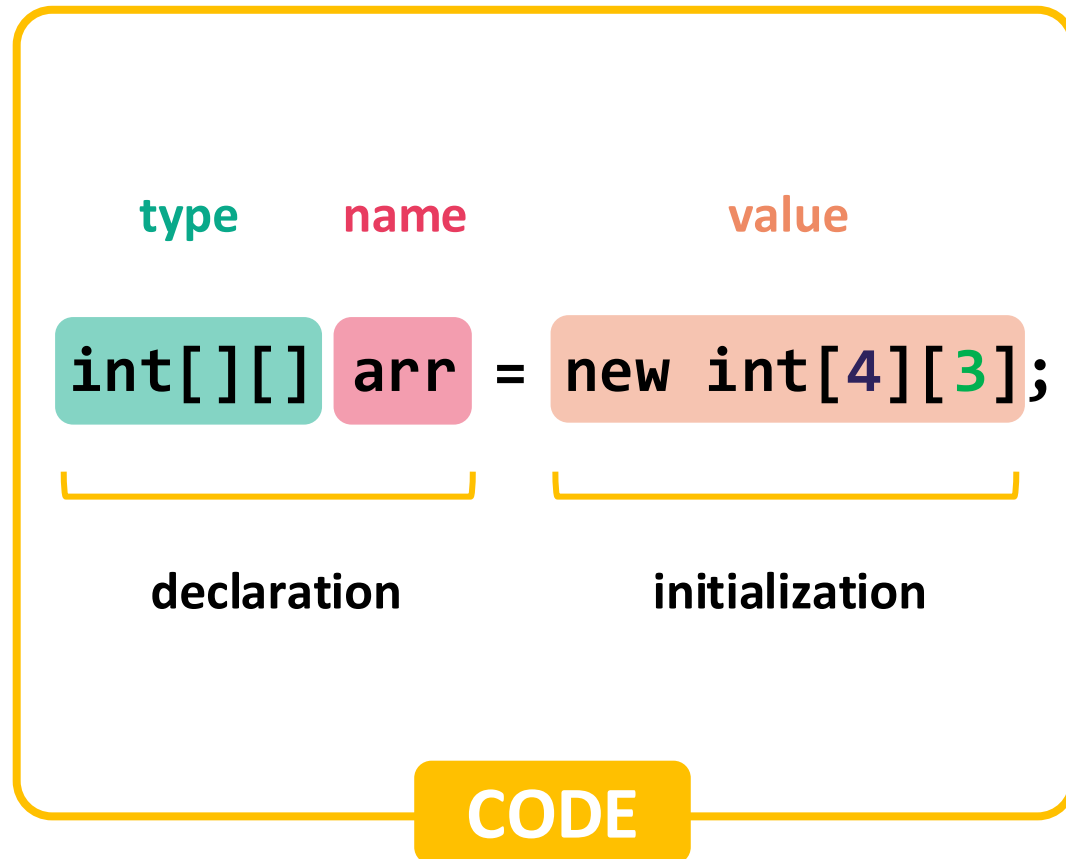 type name value
int[][] arr = new int[4][3];
declaration initialization
CODE